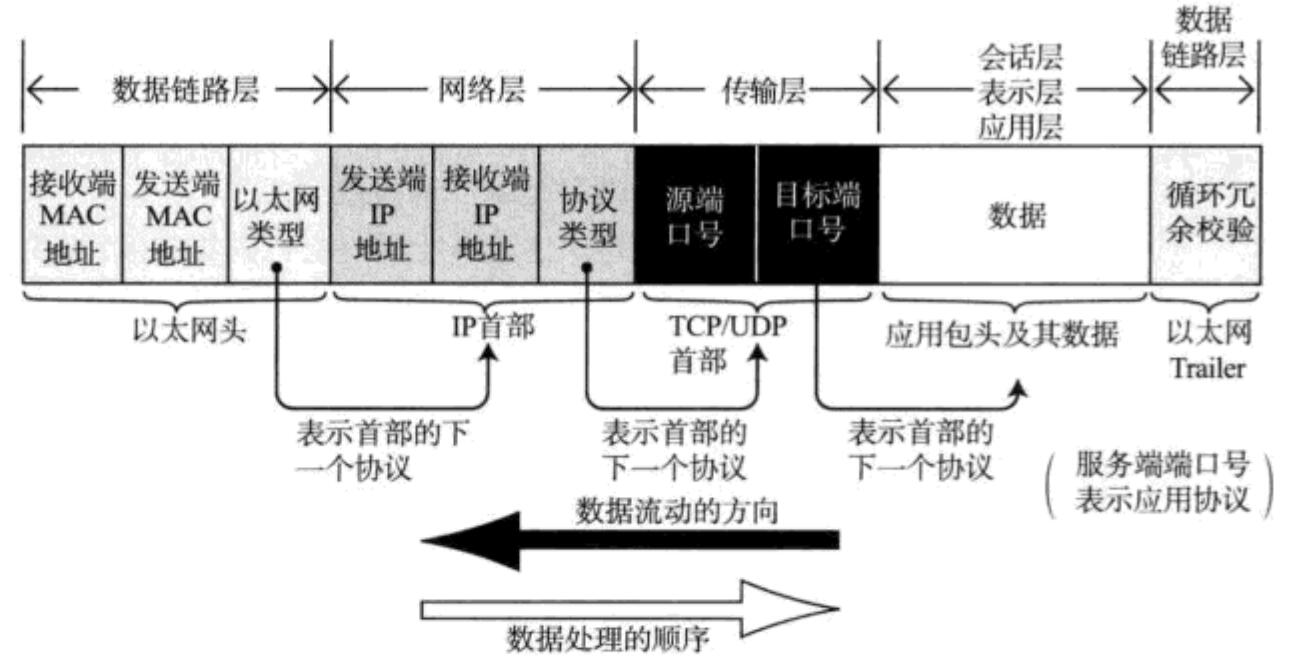 数据
链路层
数据链路层
网络层
传输层
会话层
表示层
应用层
接收端
MAC
地址
发送端
MAC
地址
以太网
类型
发送端
IP
地址
接收端
IP
地址
协议
类型
源端
口号
目标端
口号
数据
循环冗
余校验
以太网头
IP首部
TCP/UDP
首部
应用包头及其数据
以太网
Trailer
表示首部的下
一个协议
表示首部的
下一个协议
表示首部的
下一个协议
(服务端端口号
表示应用协议)
数据流动的方向
数据处理的顺序